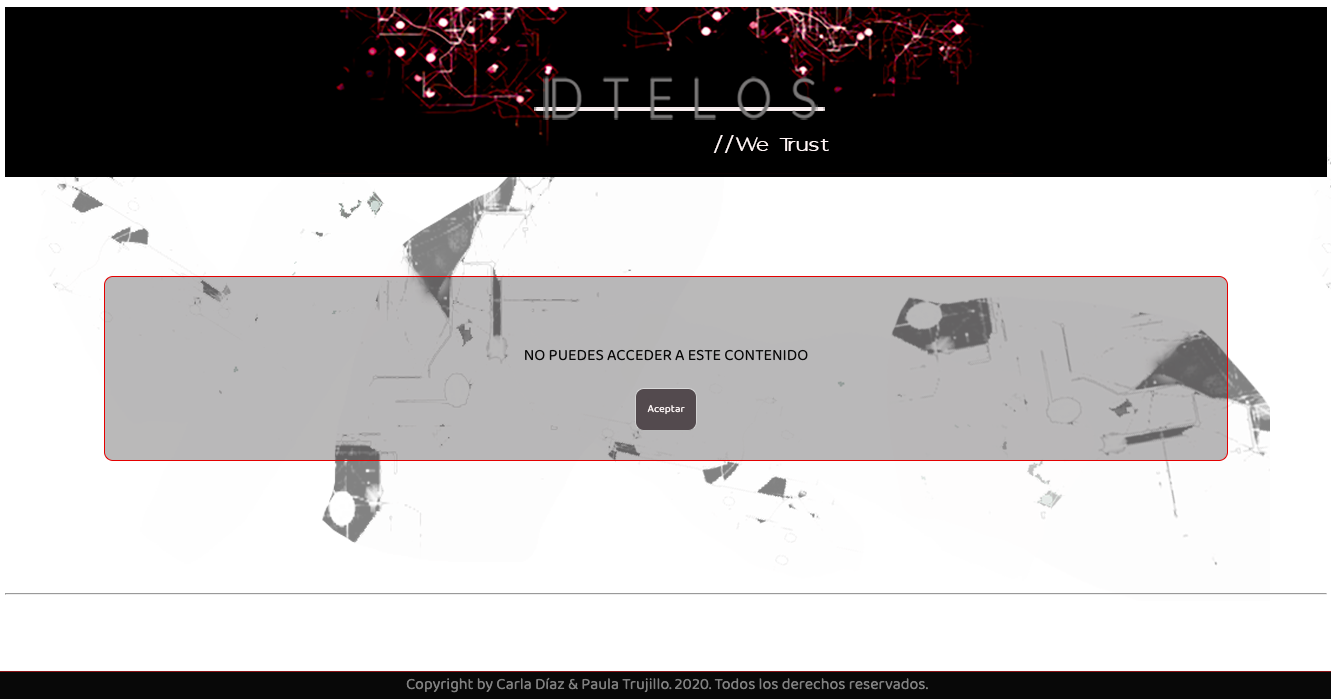 IDTELOS
//We Trust
NO PUEDES ACCEDER A ESTE CONTENIDO
Aceptar
Copyright by Carla Díaz & Paula Trujillo. 2020. Todos los derechos reservados.